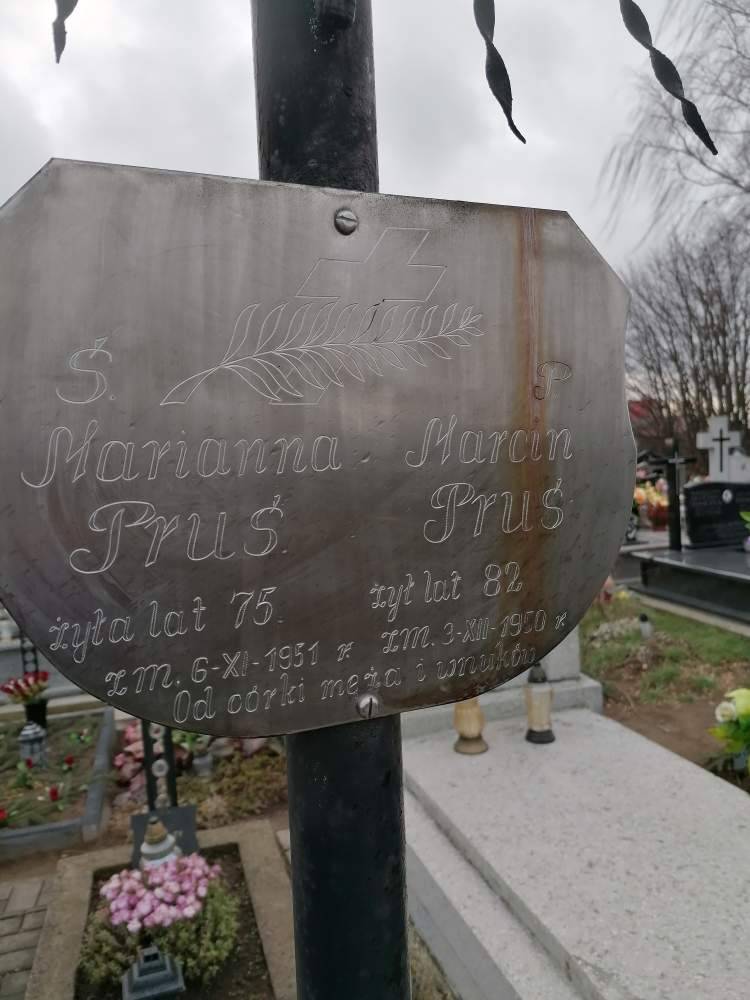 Ś. P
Marianna
Pruś.
żyła lat 75.
zm. 6-XI-1951 r.
Marcin
Pruś.
żył lat 82
zm. 3-XII-1950 r.
Od córki męża i wnuków